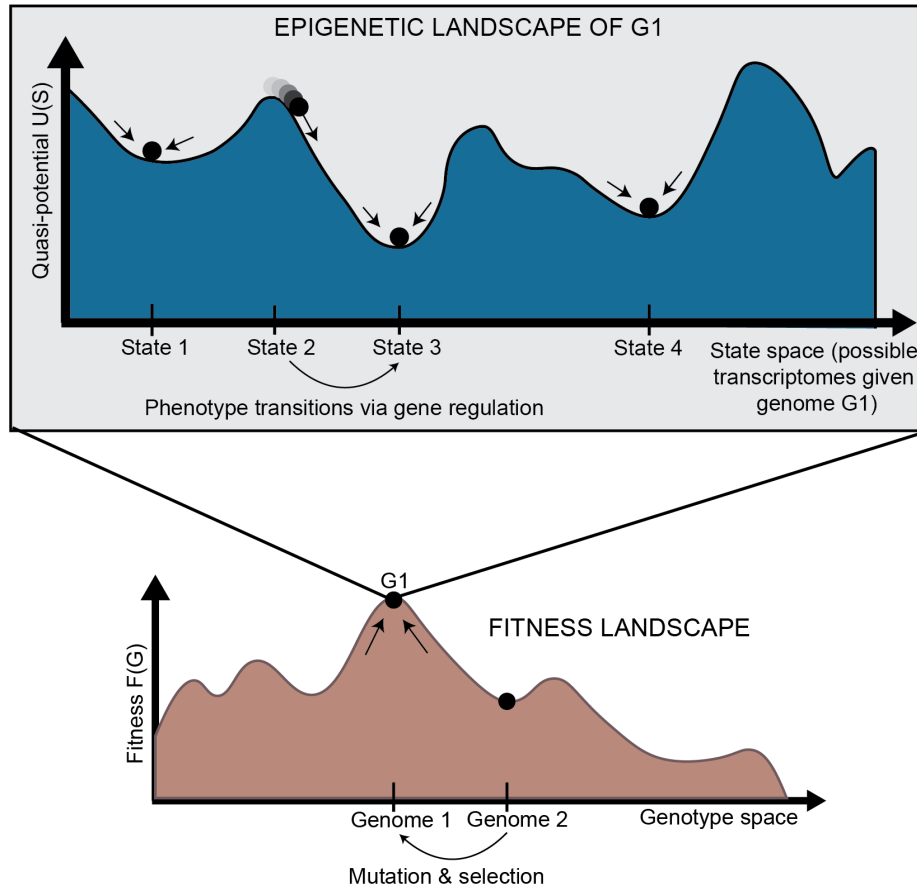 EPIGENETIC LANDSCAPE OF G1
Quasi-potential U(S)
State 1
State 2
State 3
State 4
State space (possible
transcriptomes given
genome G1)
Phenotype transitions via gene regulation
G1
FITNESS LANDSCAPE
Fitness F(G)
Genome 1
Genome 2
Genotype space
Mutation & selection